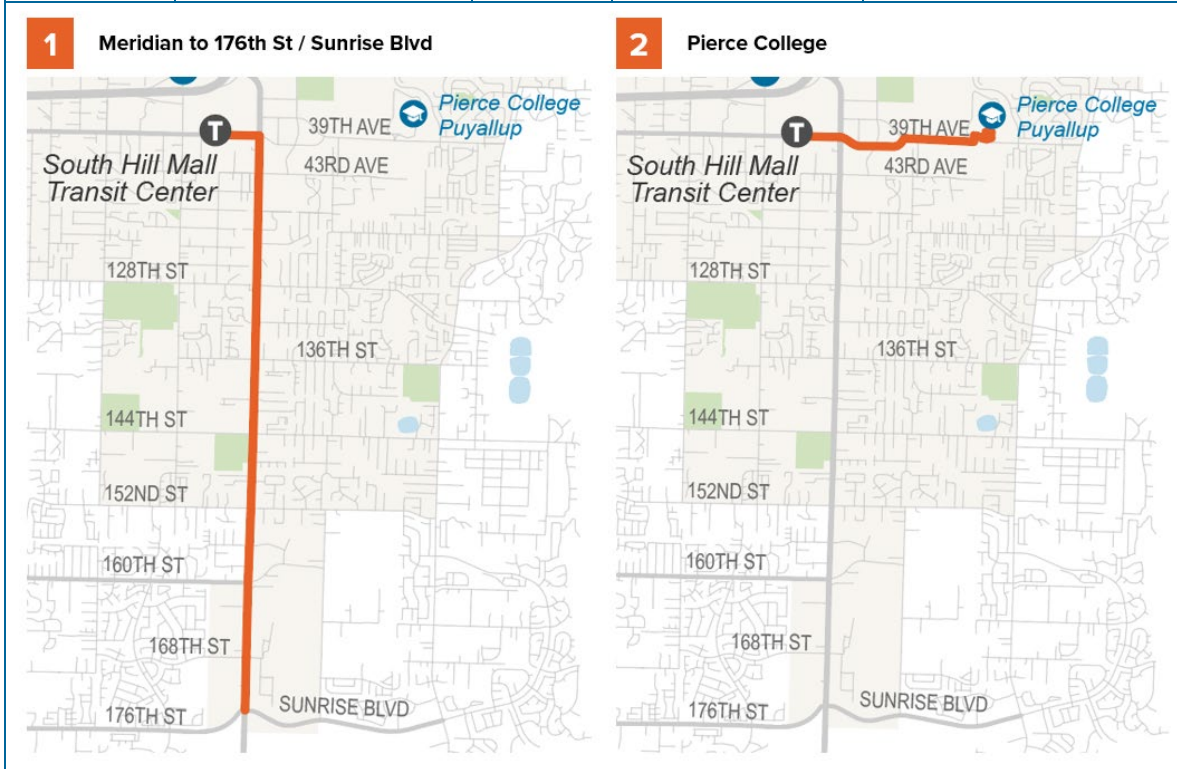 1
Meridian to 176th St / Sunrise Blvd
T
South Hill Mall
Transit Center
39TH AVE
Pierce College
Puyallup
43RD AVE
128TH ST
136TH ST
144TH ST
152ND ST
160TH ST
168TH ST
176TH ST
SUNRISE BLVD
2
Pierce College
T
South Hill Mall
Transit Center
39TH AVE
Pierce College
Puyallup
43RD AVE
128TH ST
136TH ST
144TH ST
152ND ST
160TH ST
168TH ST
176TH ST
SUNRISE BLVD